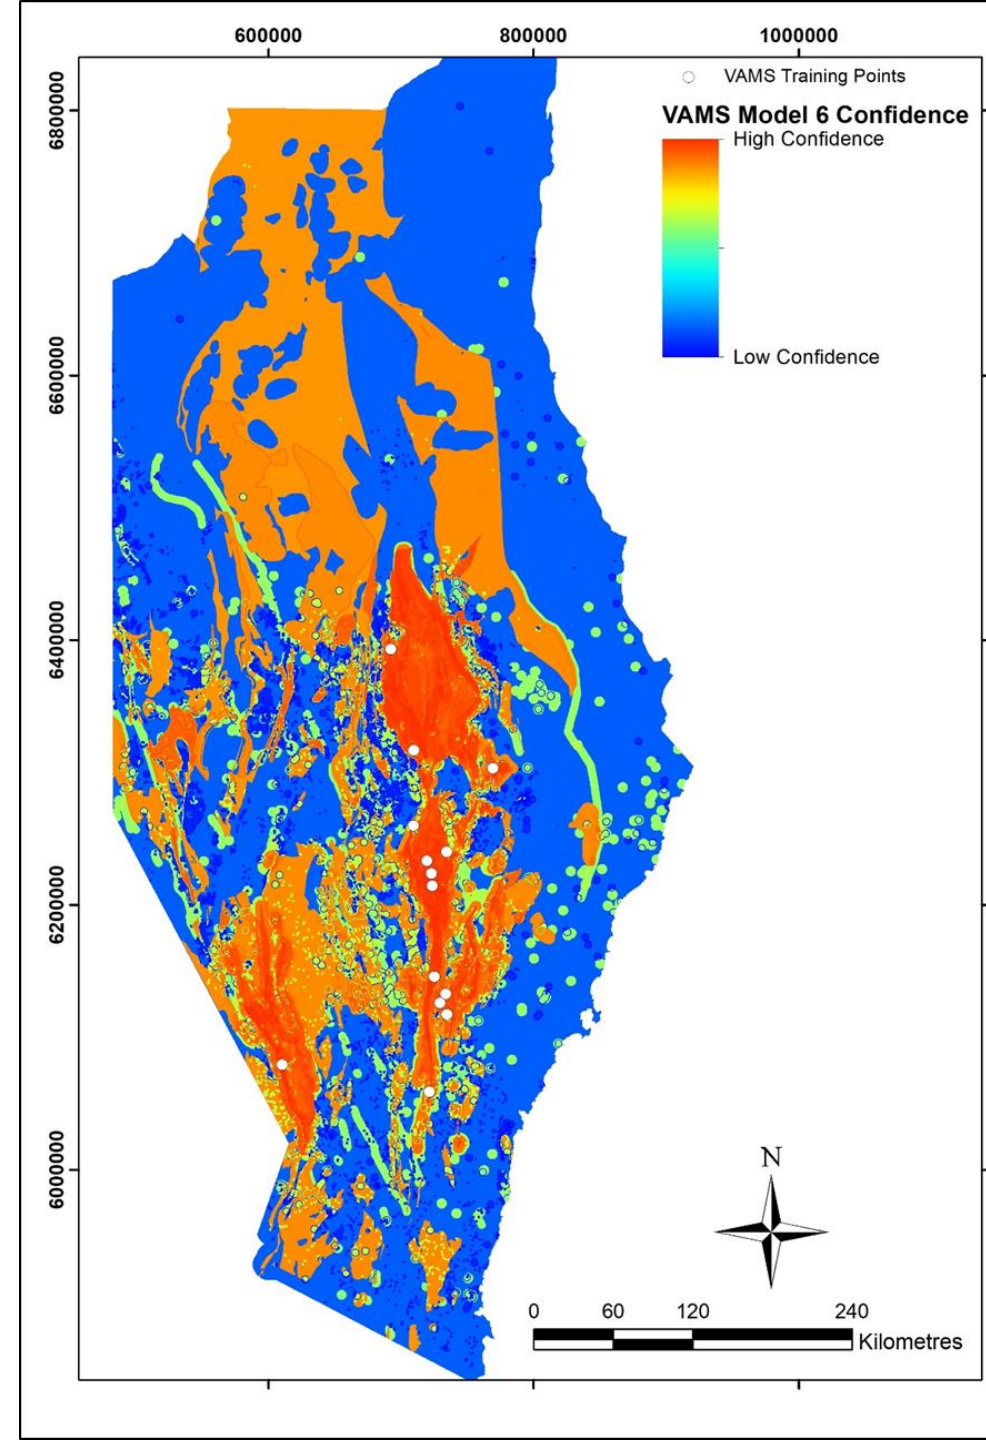 600000 800000 1000000
VAMS Training Points
VAMS Model 6 Confidence
High Confidence
Low Confidence
6800000
6600000
6400000
6200000
6000000
N
0 60 120 240
Kilometres